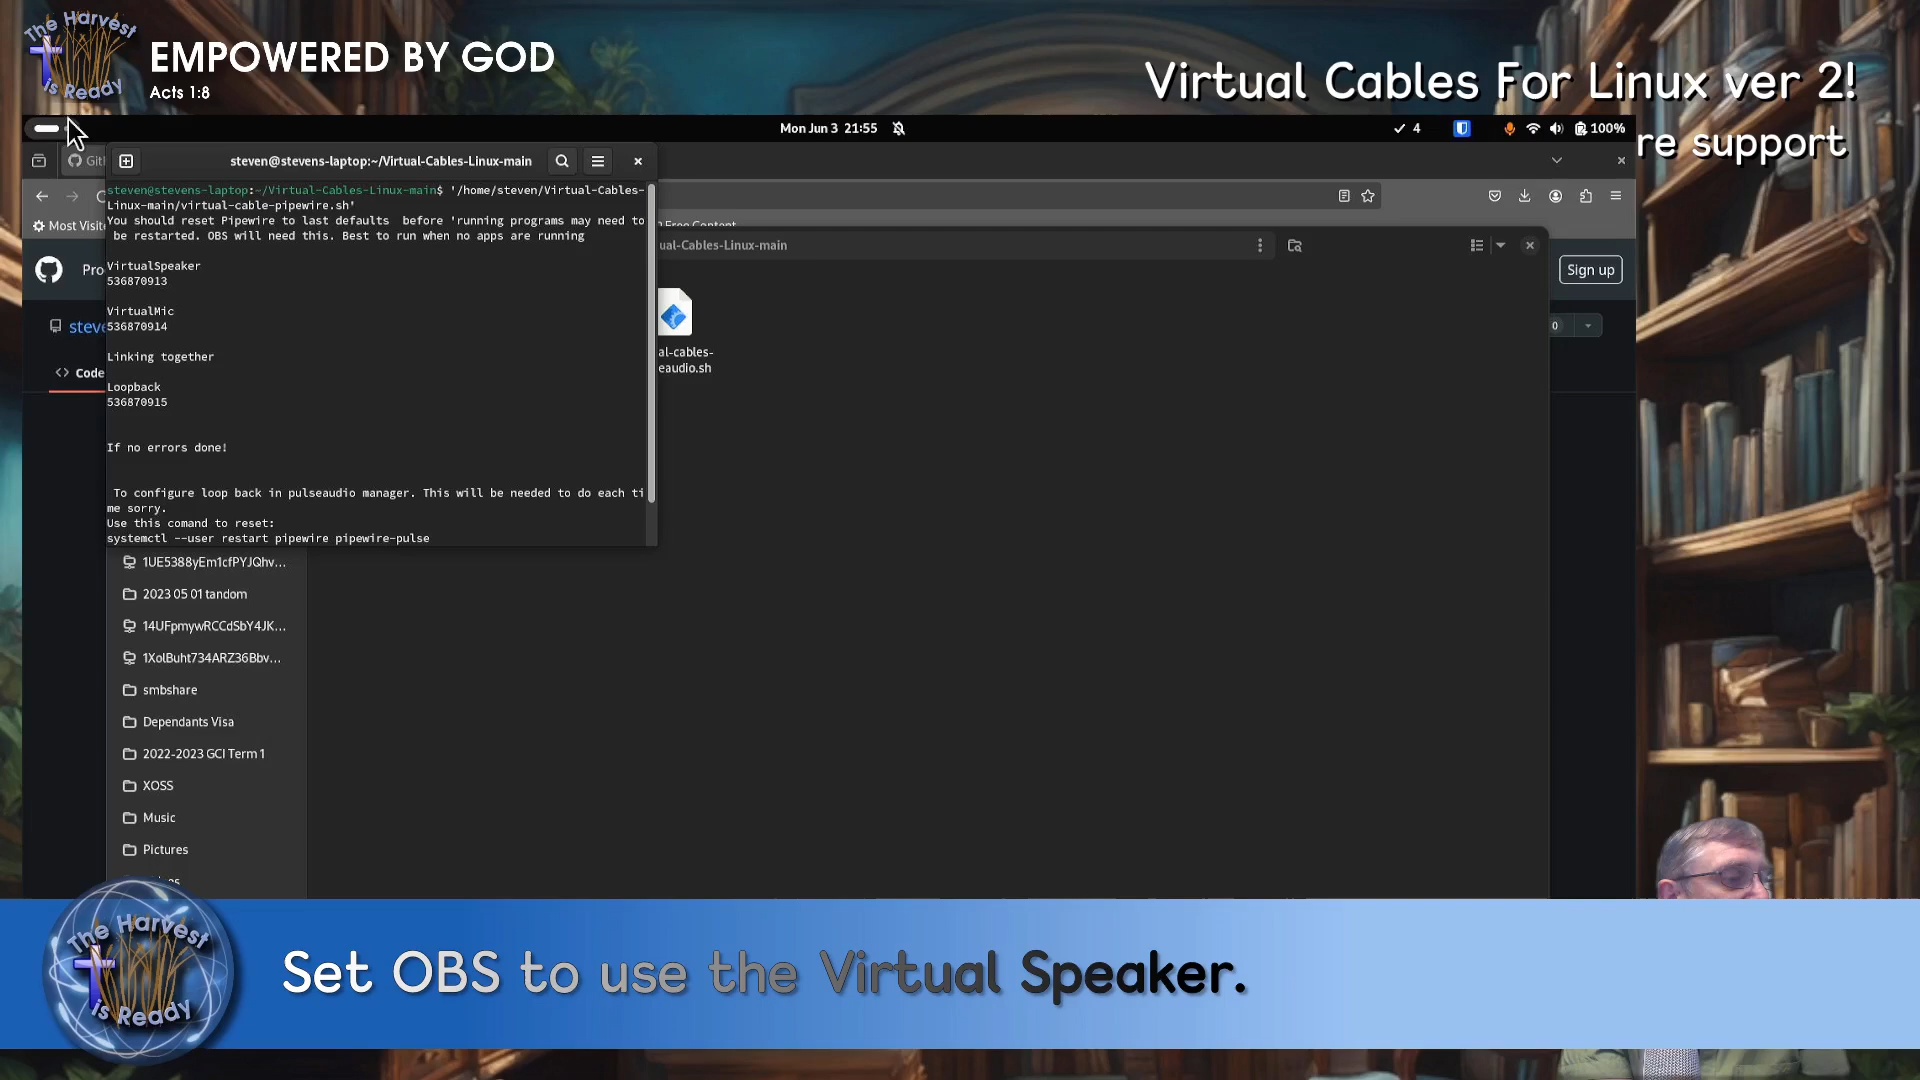 The Harvest
is Ready
EMPOWERED BY GOD
Acts 1:8
Virtual Cables For Linux ver 2!
re support
Mon Jun 3 21:55
4
100%
Gith
steven@stevens-laptop:~/Virtual-Cables-Linux-main
steven@stevens-laptop:~/Virtual-Cables-Linux-main$ '/home/steven/Virtual-Cables-
Linux-main/virtual-cable-pipewire.sh'
You should reset Pipewire to last defaults  before 'running programs may need to
be restarted. OBS will need this. Best to run when no apps are running
Most Visite
Free Content
VirtualSpeaker
536870913
VirtualMic
536870914
Linking together
Loopback
536870915
If no errors done!
To configure loop back in pulseaudio manager. This will be needed to do each ti
me sorry.
Use this comand to reset:
systemctl --user restart pipewire pipewire-pulse
ual-Cables-Linux-main
Pro
Sign up
steve
0
al-cables-
eaudio.sh
Code
1UE5388yEm1cfPYJQhv...
2023 05 01 tandom
14UFpmywRCCdSbY4JK...
1XolBuht734ARZ36Bbv...
smbshare
Dependants Visa
2022-2023 GCI Term 1
XOSS
Music
Pictures
The Harvest
is Ready
Set OBS to use the Virtual Speaker.